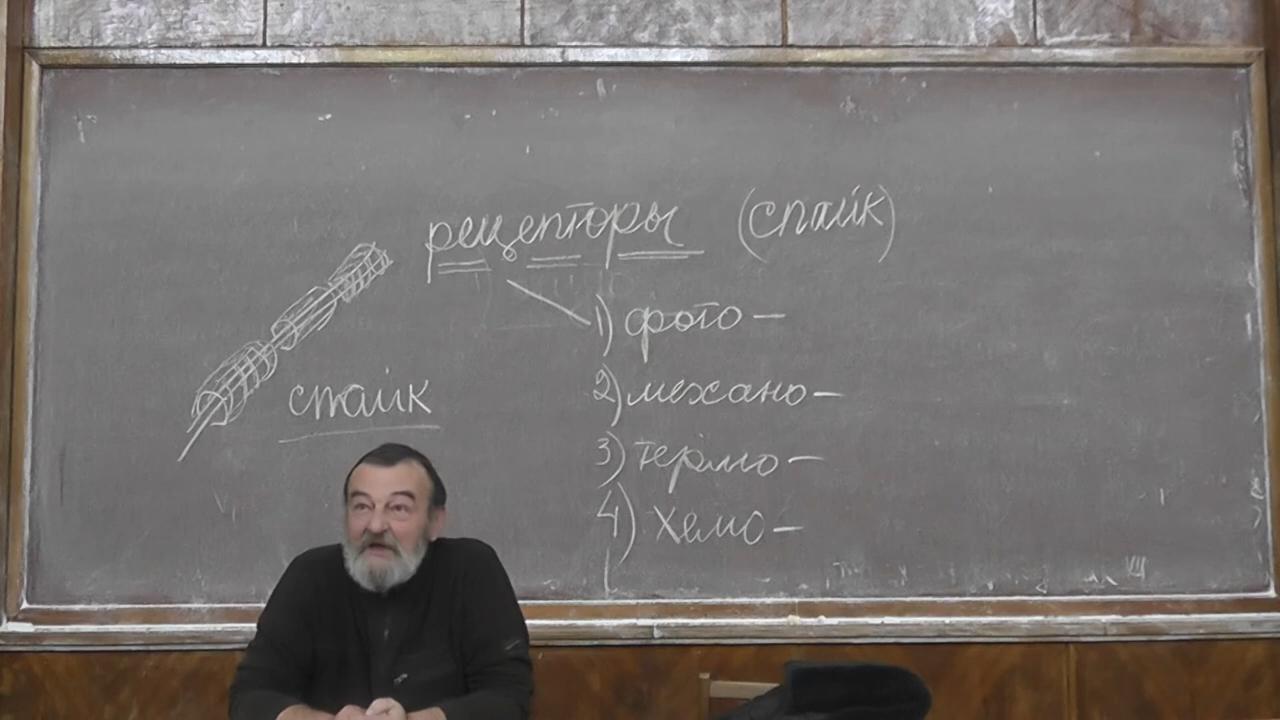 рецепторы (спайк)
1) фото –
2) механо –
спайк
3) термо –
4) хемо –